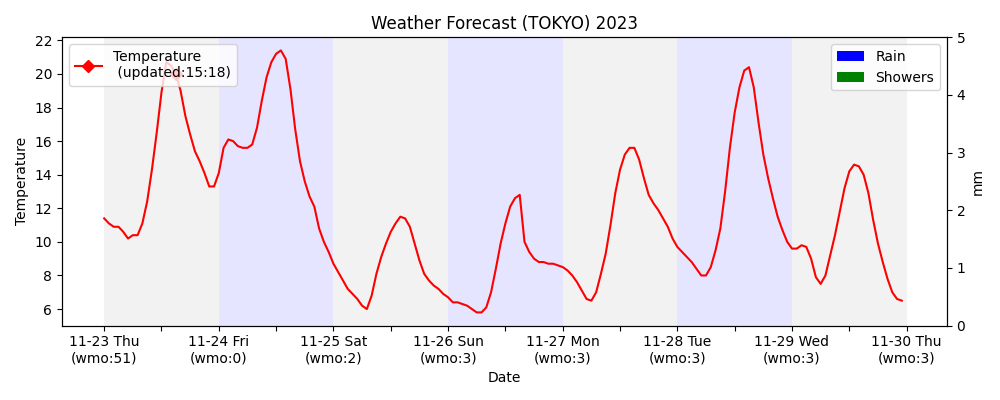 Weather Forecast (TOKYO) 2023
Temperature
(updated:15:18)
Rain
Showers
22
20
18
16
14
12
10
8
6
Temperature
5
4
3
2
1
0
mm
11-23 Thu 11-24 Fri 11-25 Sat 11-26 Sun 11-27 Mon 11-28 Tue 11-29 Wed 11-30 Thu
(wmo:51) (wmo:0) (wmo:2) (wmo:3) (wmo:3) (wmo:3) (wmo:3) (wmo:3)
Date